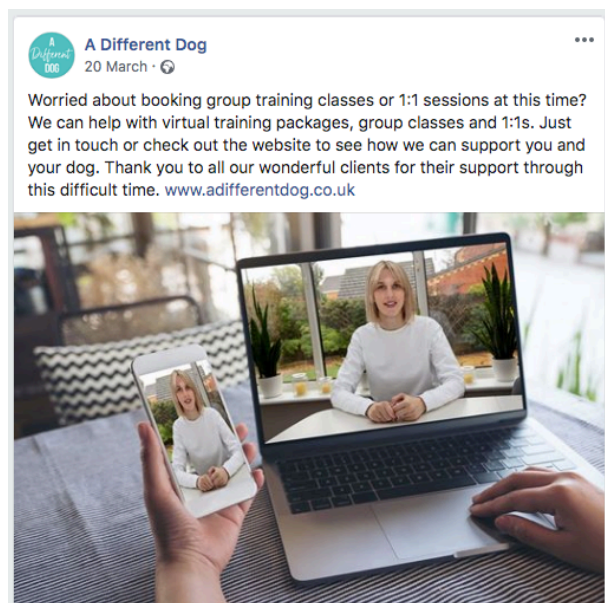 A
Different
DOG
A Different Dog
20 March ·
Worried about booking group training classes or 1:1 sessions at this time?
We can help with virtual training packages, group classes and 1:1s. Just
get in touch or check out the website to see how we can support you and
your dog. Thank you to all our wonderful clients for their support through
this difficult time. www.adifferentdog.co.uk